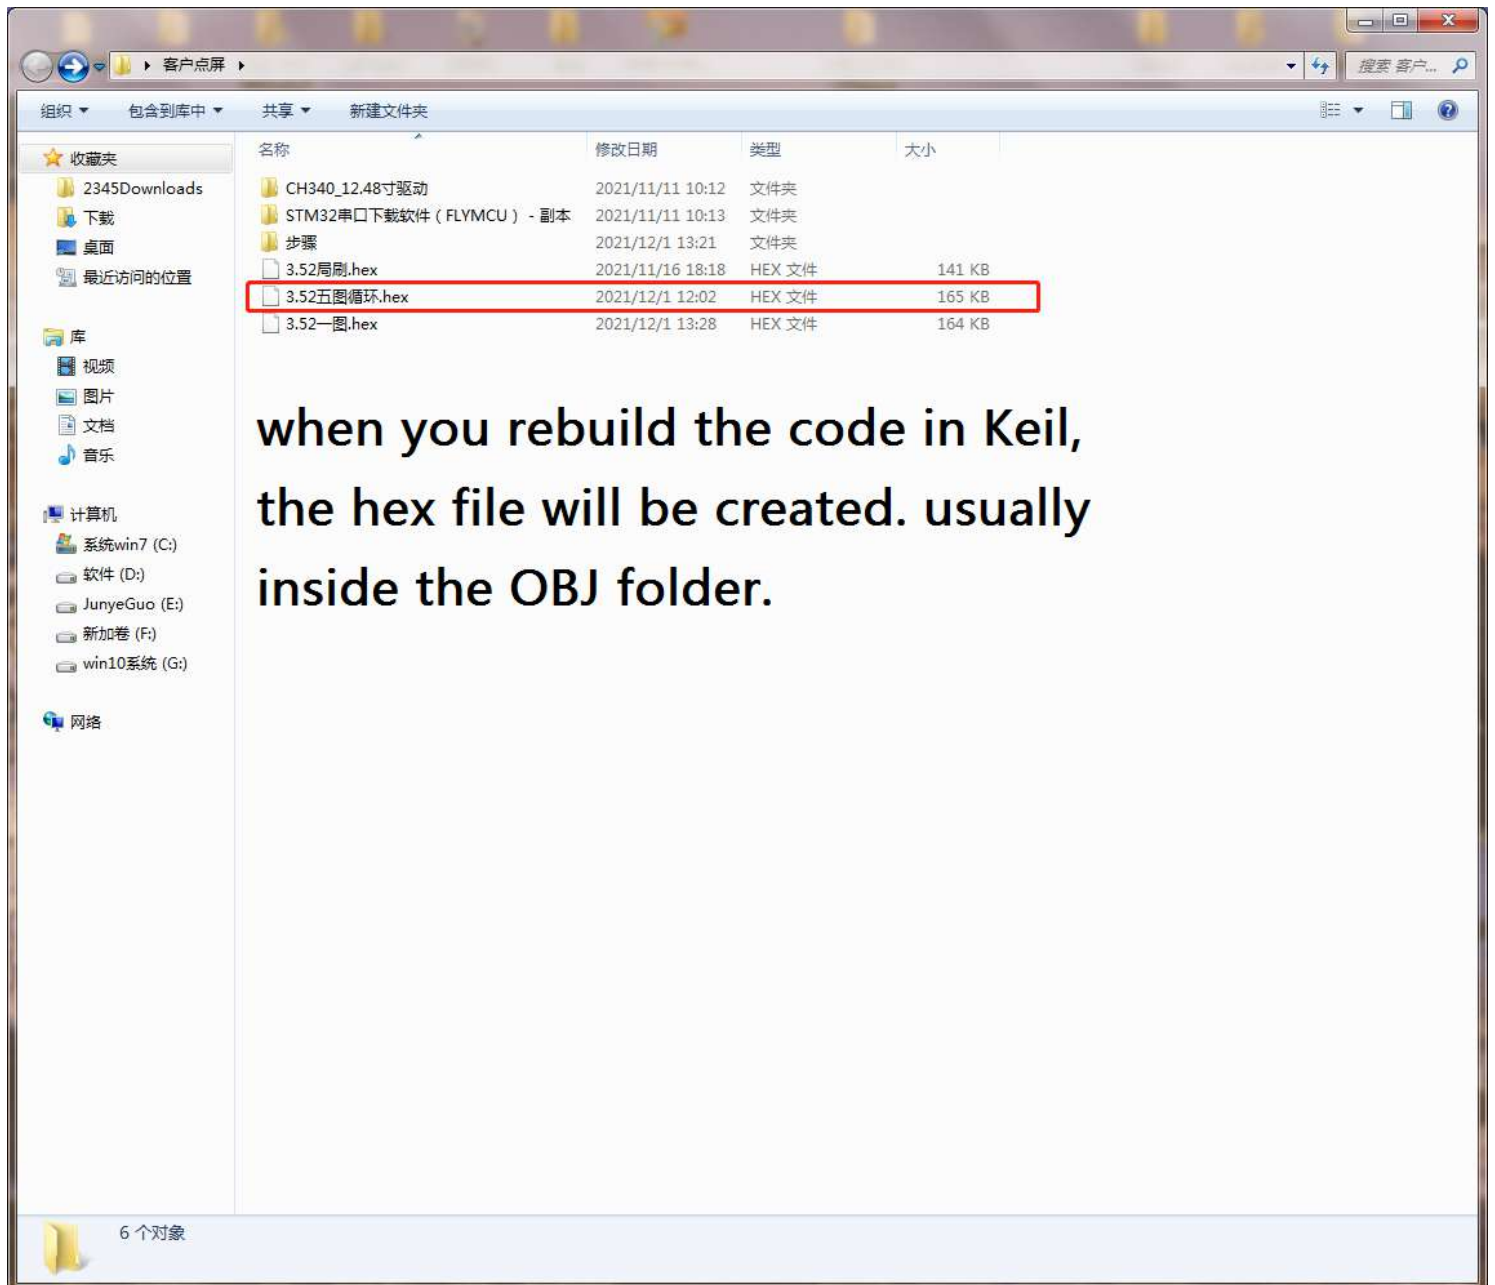 客户点屏
搜索 客户...
组织 包含到库中 共享 新建文件夹
名称 修改日期 类型 大小
收藏夹
2345Downloads
下载
桌面
最近访问的位置
库
视频
图片
文档
音乐
计算机
系统win7 (C:)
软件 (D:)
JunyeGuo (E:)
新加卷 (F:)
win10系统 (G:)
网络
CH340_12.48寸驱动 2021/11/11 10:12 文件夹
STM32串口下载软件（FLYMCU） - 副本 2021/11/11 10:13 文件夹
步骤 2021/12/1 13:21 文件夹
3.52局刷.hex 2021/11/16 18:18 HEX 文件 141 KB
3.52五图循环.hex 2021/12/1 12:02 HEX 文件 165 KB
3.52一图.hex 2021/12/1 13:28 HEX 文件 164 KB
when you rebuild the code in Keil,
the hex file will be created. usually
inside the OBJ folder.
6 个对象